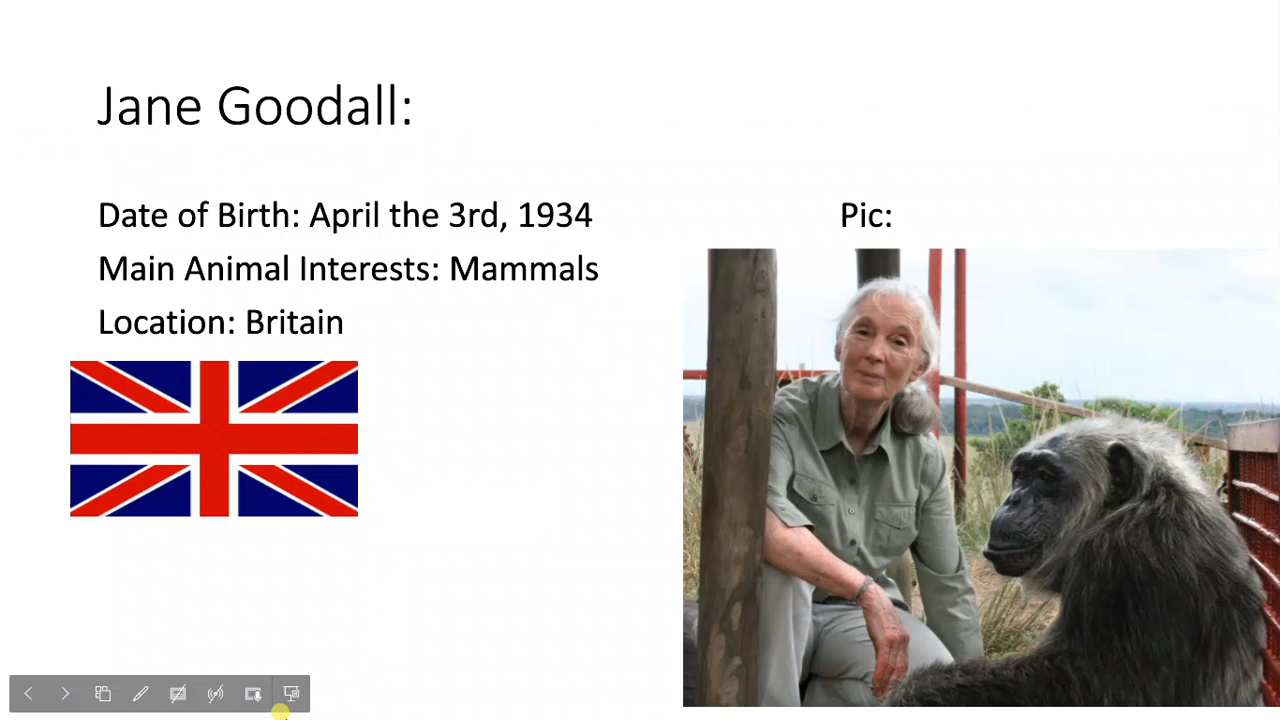 Jane Goodall:
Date of Birth: April the 3rd, 1934
Main Animal Interests: Mammals
Location: Britain
Pic: